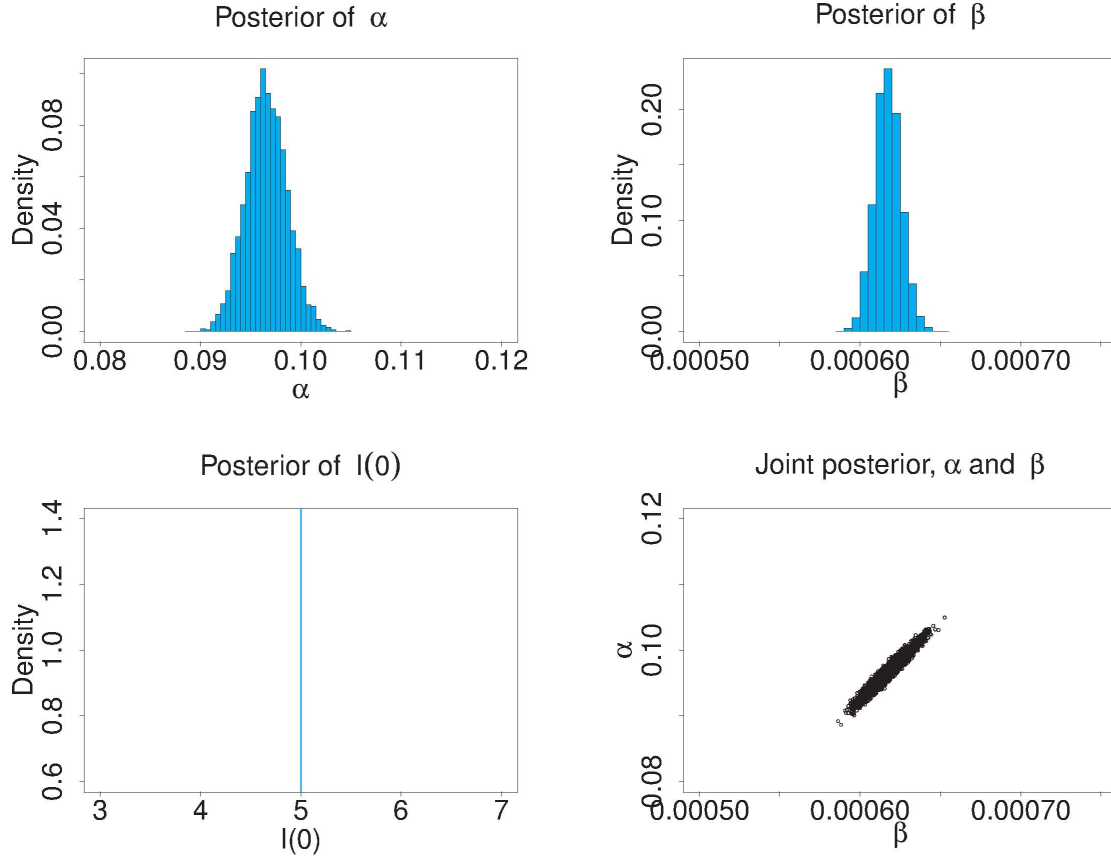 Posterior of α
Density
0.00 0.04 0.08
0.08 0.09 0.10 0.11 0.12
α
Posterior of β
Density
0.00 0.10 0.20
0.00050 0.00060 0.00070
β
Posterior of I(0)
Density
0.6 0.8 1.0 1.2 1.4
3 4 5 6 7
I(0)
Joint posterior, α and β
α
0.08 0.10 0.12
0.00050 0.00060 0.00070
β